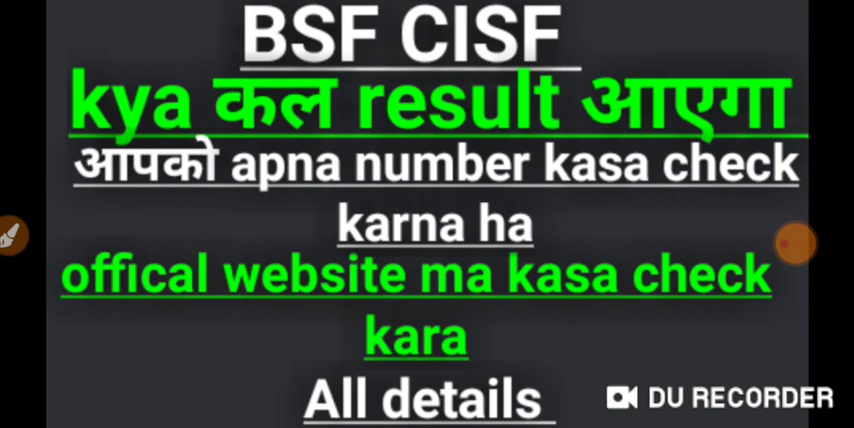 BSF CISF
kya कल result आएगा
आपको apna number kasa check
karna ha
offical website ma kasa check
kara
All details
DU RECORDER